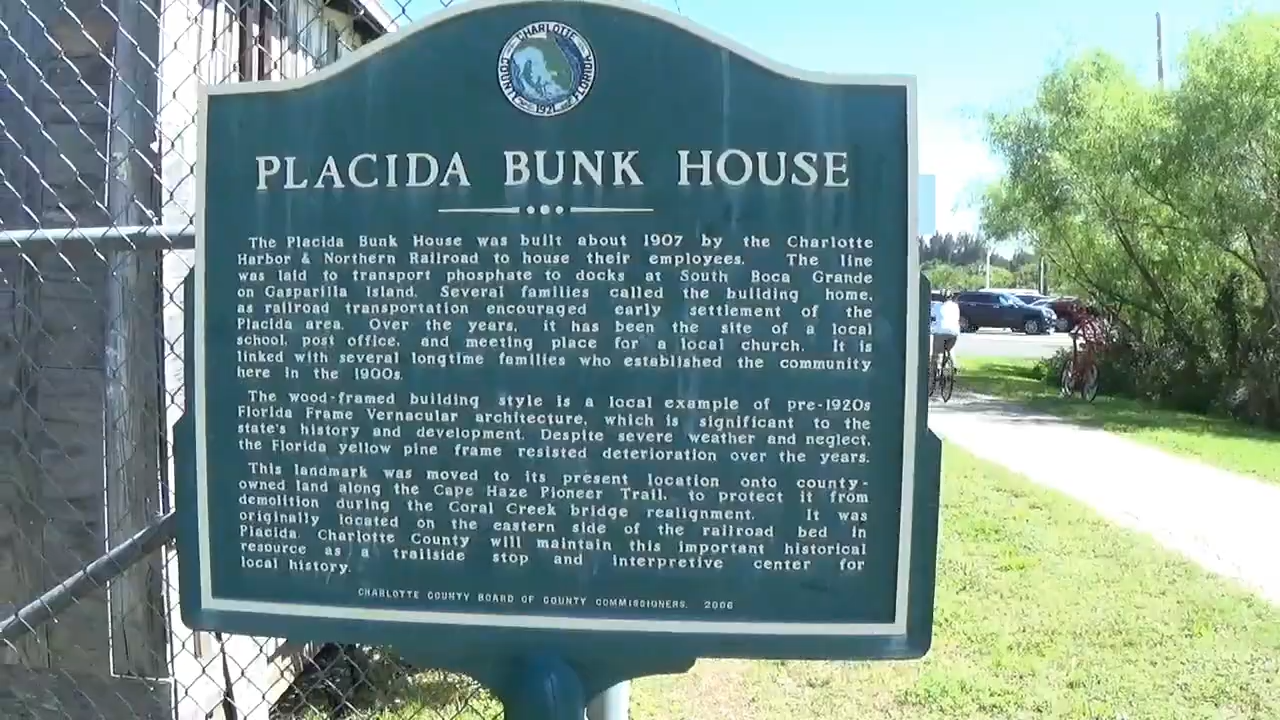 CHARLOTTE COUNTY FLORIDA
1921
PLACIDA BUNK HOUSE
The Placida Bunk House was built about 1907 by the Charlotte
Harbor & Northern Railroad to house their employees. The line
was laid to transport phosphate to docks at South Boca Grande
on Gasparilla Island. Several families called the building home,
as railroad transportation encouraged early settlement of the
Placida area. Over the years, it has been the site of a local
school, post office, and meeting place for a local church. It is
linked with several longtime families who established the community
here in the 1900s.
The wood-framed building style is a local example of pre-1920s
Florida Frame Vernacular architecture, which is significant to the
state's history and development. Despite severe weather and neglect,
the Florida yellow pine frame resisted deterioration over the years.
This landmark was moved to its present location onto county-
owned land along the Cape Haze Pioneer Trail, to protect it from
demolition during the Coral Creek bridge realignment. It was
originally located on the eastern side of the railroad bed in
Placida. Charlotte County will maintain this important historical
resource as a trailside stop and interpretive center for
local history.
CHARLOTTE COUNTY BOARD OF COUNTY COMMISSIONERS, 2006